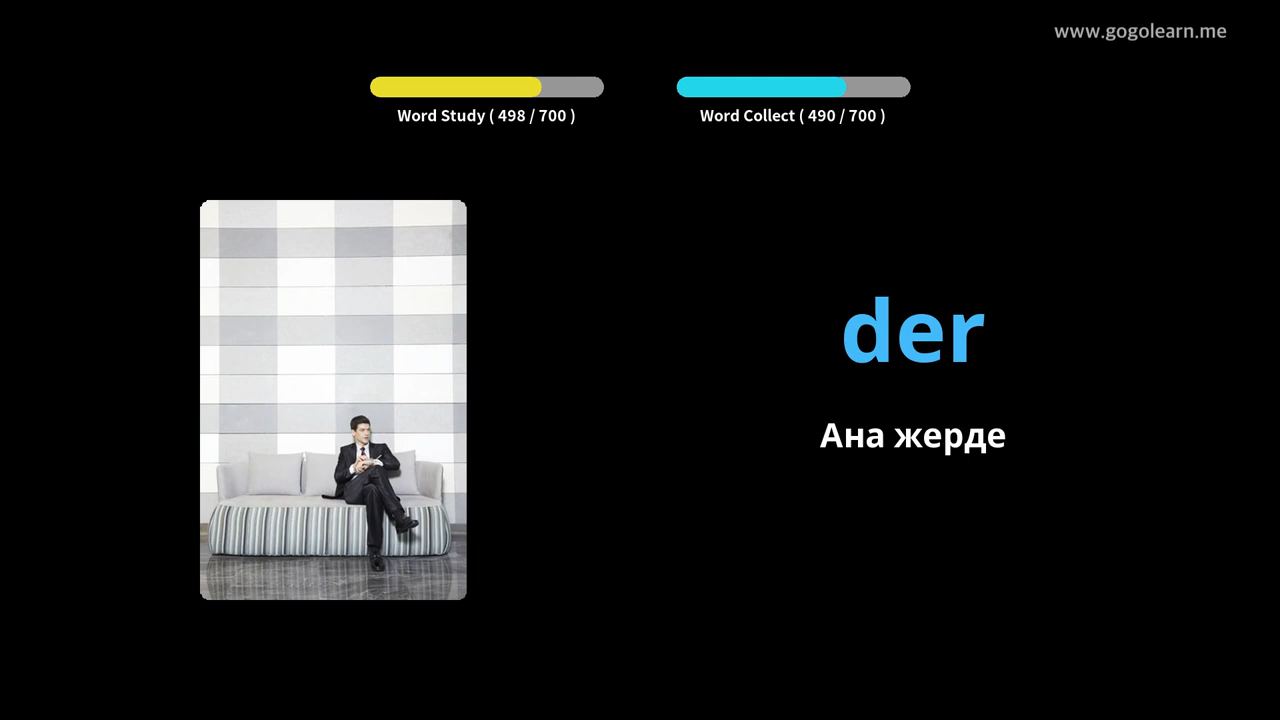 www.gogolearn.me
Word Study ( 498 / 700 )
Word Collect ( 490 / 700 )
der
Ана жерде